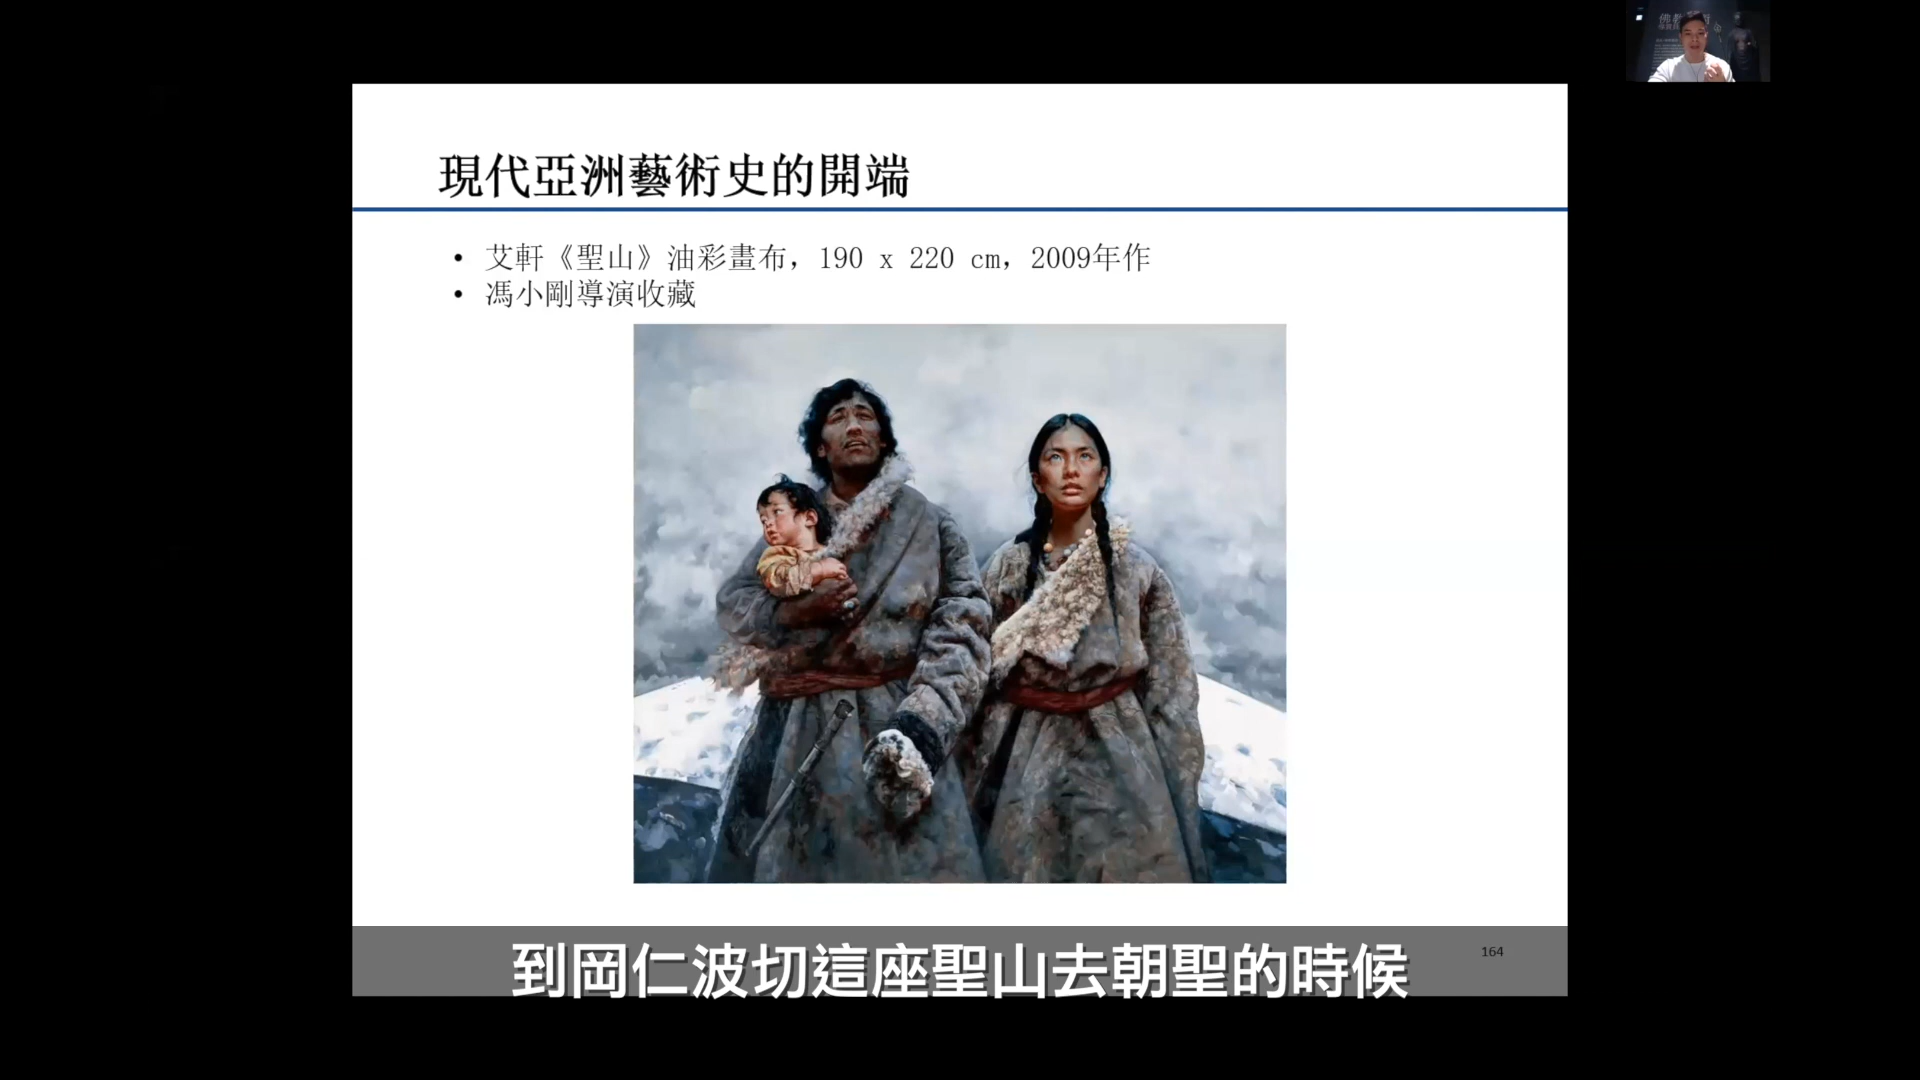 現代亞洲藝術史的開端
• 艾軒《聖山》油彩畫布，190 x 220 cm，2009年作
• 馮小剛導演收藏
到岡仁波切這座聖山去朝聖的時候
164